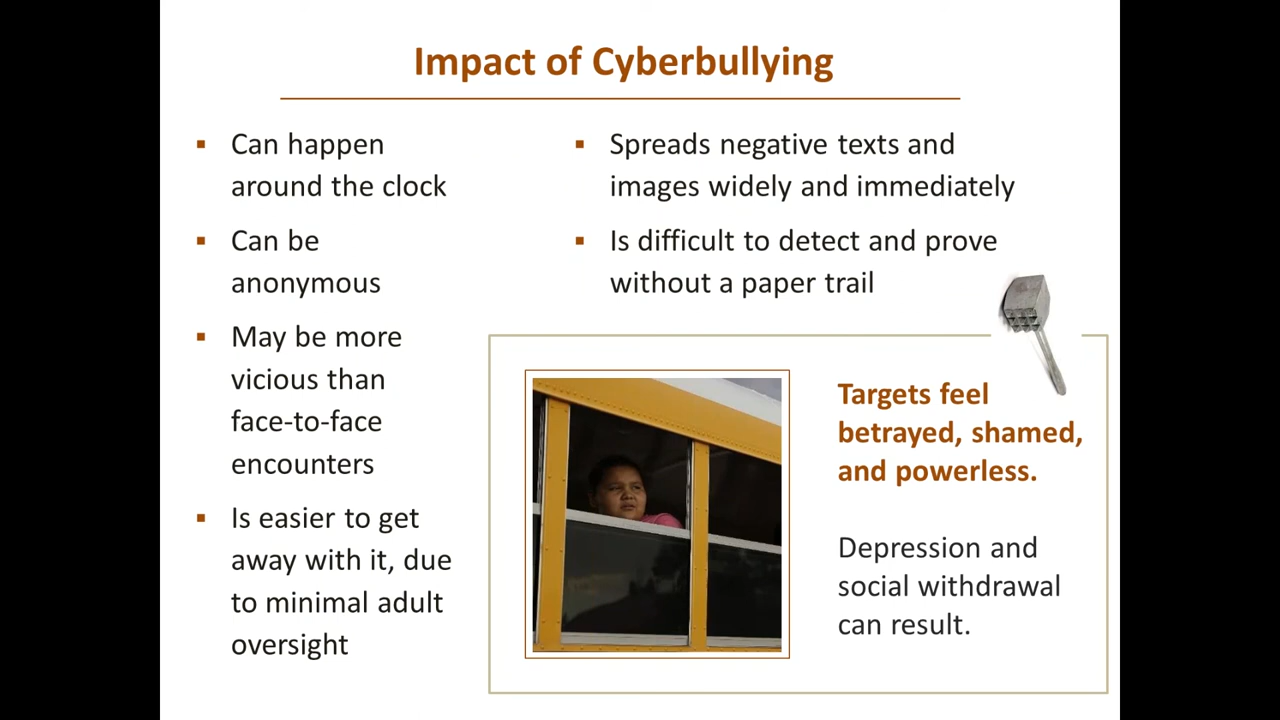 Impact of Cyberbullying
▪ Can happen
around the clock
▪ Can be
anonymous
▪ May be more
vicious than
face-to-face
encounters
▪ Is easier to get
away with it, due
to minimal adult
oversight
▪ Spreads negative texts and
images widely and immediately
▪ Is difficult to detect and prove
without a paper trail
Targets feel
betrayed, shamed,
and powerless.
Depression and
social withdrawal
can result.